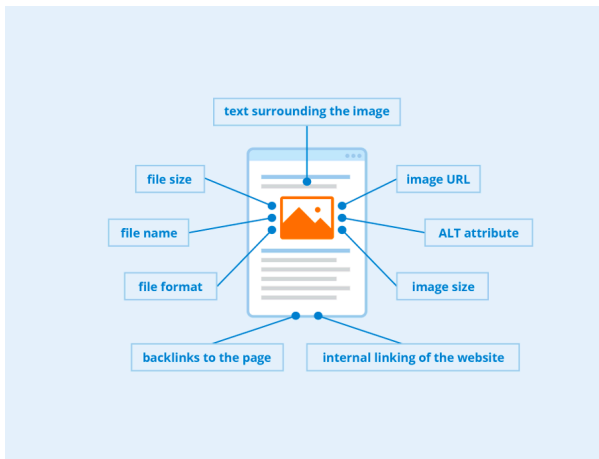 text surrounding the image
file size
image URL
file name
ALT attribute
file format
image size
backlinks to the page
internal linking of the website